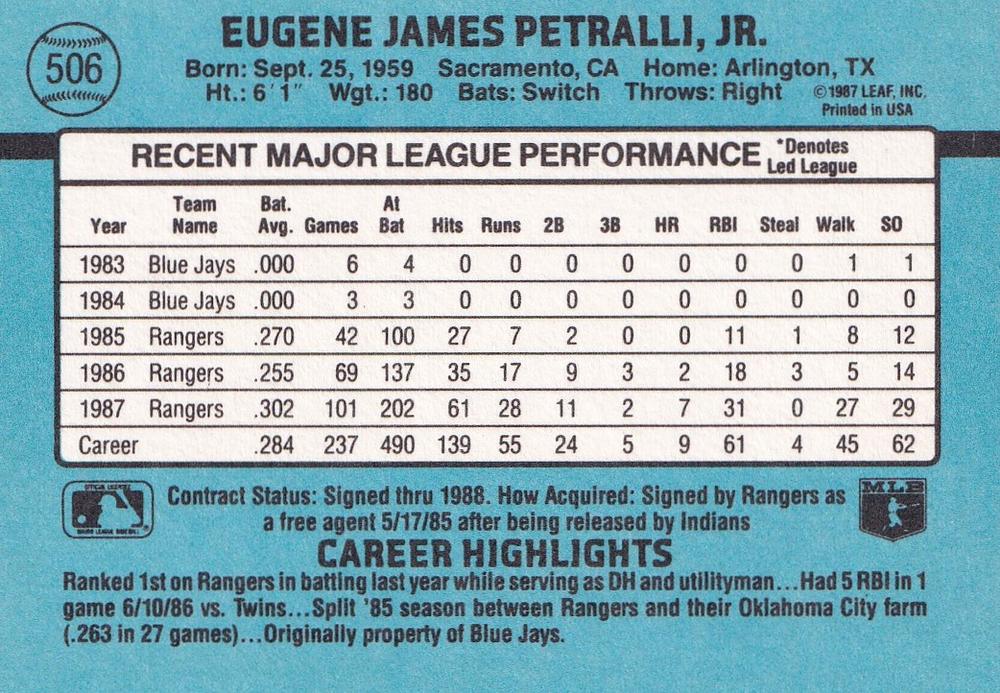 506
EUGENE JAMES PETRALLI, JR.
Born: Sept. 25, 1959 Sacramento, CA Home: Arlington, TX
Ht.: 6'1" Wgt.: 180 Bats: Switch Throws: Right ©1987 LEAF, INC.
Printed in USA
RECENT MAJOR LEAGUE PERFORMANCE *Denotes Led League
Year Team Name Bat. Avg. Games At Bat Hits Runs 2B 3B HR RBI Steal Walk SO
1983 Blue Jays .000 6 4 0 0 0 0 0 0 0 1 1
1984 Blue Jays .000 3 3 0 0 0 0 0 0 0 0 0
1985 Rangers .270 42 100 27 7 2 0 0 11 1 8 12
1986 Rangers .255 69 137 35 17 9 3 2 18 3 5 14
1987 Rangers .302 101 202 61 28 11 2 7 31 0 27 29
Career .284 237 490 139 55 24 5 9 61 4 45 62
OFFICIAL LICENSEE
MAJOR LEAGUE BASEBALL
Contract Status: Signed thru 1988. How Acquired: Signed by Rangers as
a free agent 5/17/85 after being released by Indians
MLB
CAREER HIGHLIGHTS
Ranked 1st on Rangers in batting last year while serving as DH and utilityman...Had 5 RBI in 1
game 6/10/86 vs. Twins...Split '85 season between Rangers and their Oklahoma City farm
(.263 in 27 games)...Originally property of Blue Jays.